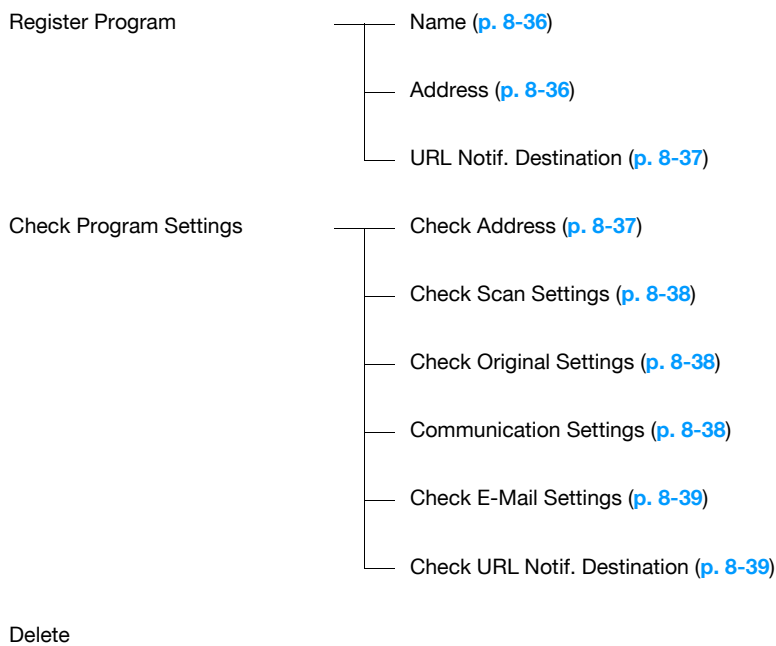 Register Program Name (p. 8-36)
Address (p. 8-36)
URL Notif. Destination (p. 8-37)
Check Program Settings Check Address (p. 8-37)
Check Scan Settings (p. 8-38)
Check Original Settings (p. 8-38)
Communication Settings (p. 8-38)
Check E-Mail Settings (p. 8-39)
Check URL Notif. Destination (p. 8-39)
Delete